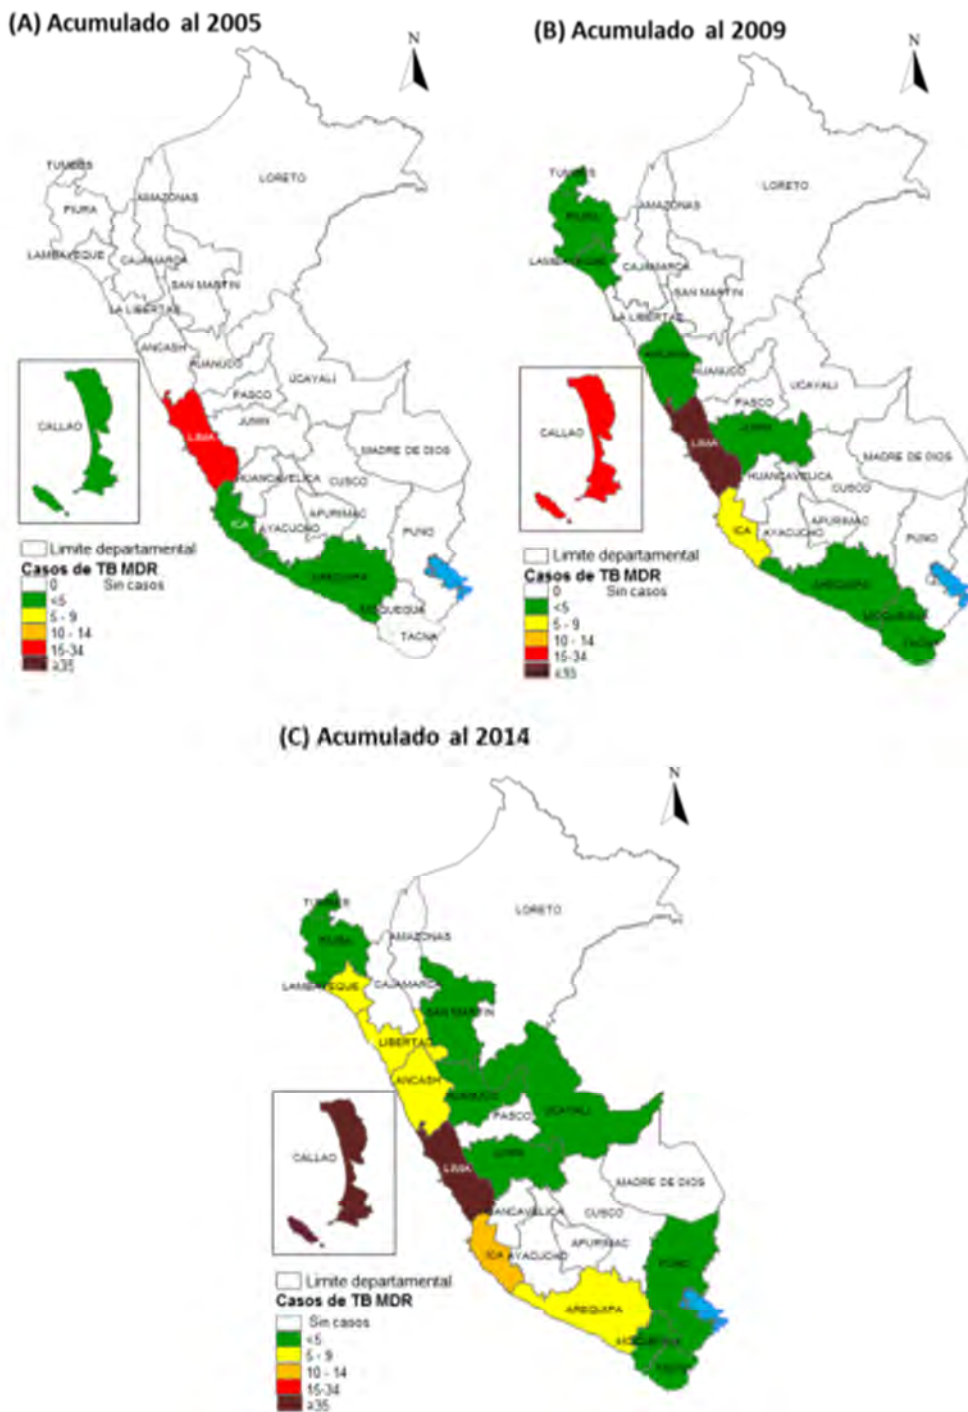 (A) Acumulado al 2005
N
TUMBES
LORETO
AMAZONAS
PIURA
LAMBAYEQUE
CAJAMARCA
SAN MARTIN
LA LIBERTAD
ANCASH
HUANUCO
UCAYALI
PASCO
CALLAO
JUNIN
LIMA
MADRE DE DIOS
HUANCAVELICA
CUSCO
ICA
AYACUCHO
APURIMAC
PUNO
AREQUIPA
MOQUEGUA
TACNA
Limite departamental
Casos de TB MDR
0 Sin casos
<5
5 - 9
10 - 14
15-34
≥35
(B) Acumulado al 2009
N
TUMBES
LORETO
AMAZONAS
PIURA
LAMBAYEQUE
CAJAMARCA
SAN MARTIN
LA LIBERTAD
ANCASH
HUANUCO
UCAYALI
PASCO
CALLAO
JUNIN
LIMA
MADRE DE DIOS
HUANCAVELICA
CUSCO
ICA
AYACUCHO
APURIMAC
PUNO
AREQUIPA
MOQUEGUA
TACNA
Limite departamental
Casos de TB MDR
0 Sin casos
<5
5 - 9
10 - 14
15-34
≥35
(C) Acumulado al 2014
N
TUMBES
LORETO
AMAZONAS
PIURA
LAMBAYEQUE
CAJAMARCA
SAN MARTIN
LIBERTAD
ANCASH
HUANUCO
UCAYALI
PASCO
CALLAO
JUNIN
LIMA
MADRE DE DIOS
HUANCAVELICA
CUSCO
ICA
AYACUCHO
APURIMAC
PUNO
AREQUIPA
MOQUEGUA
TACNA
Limite departamental
Casos de TB MDR
Sin casos
<5
5 - 9
10 - 14
15-34
≥35